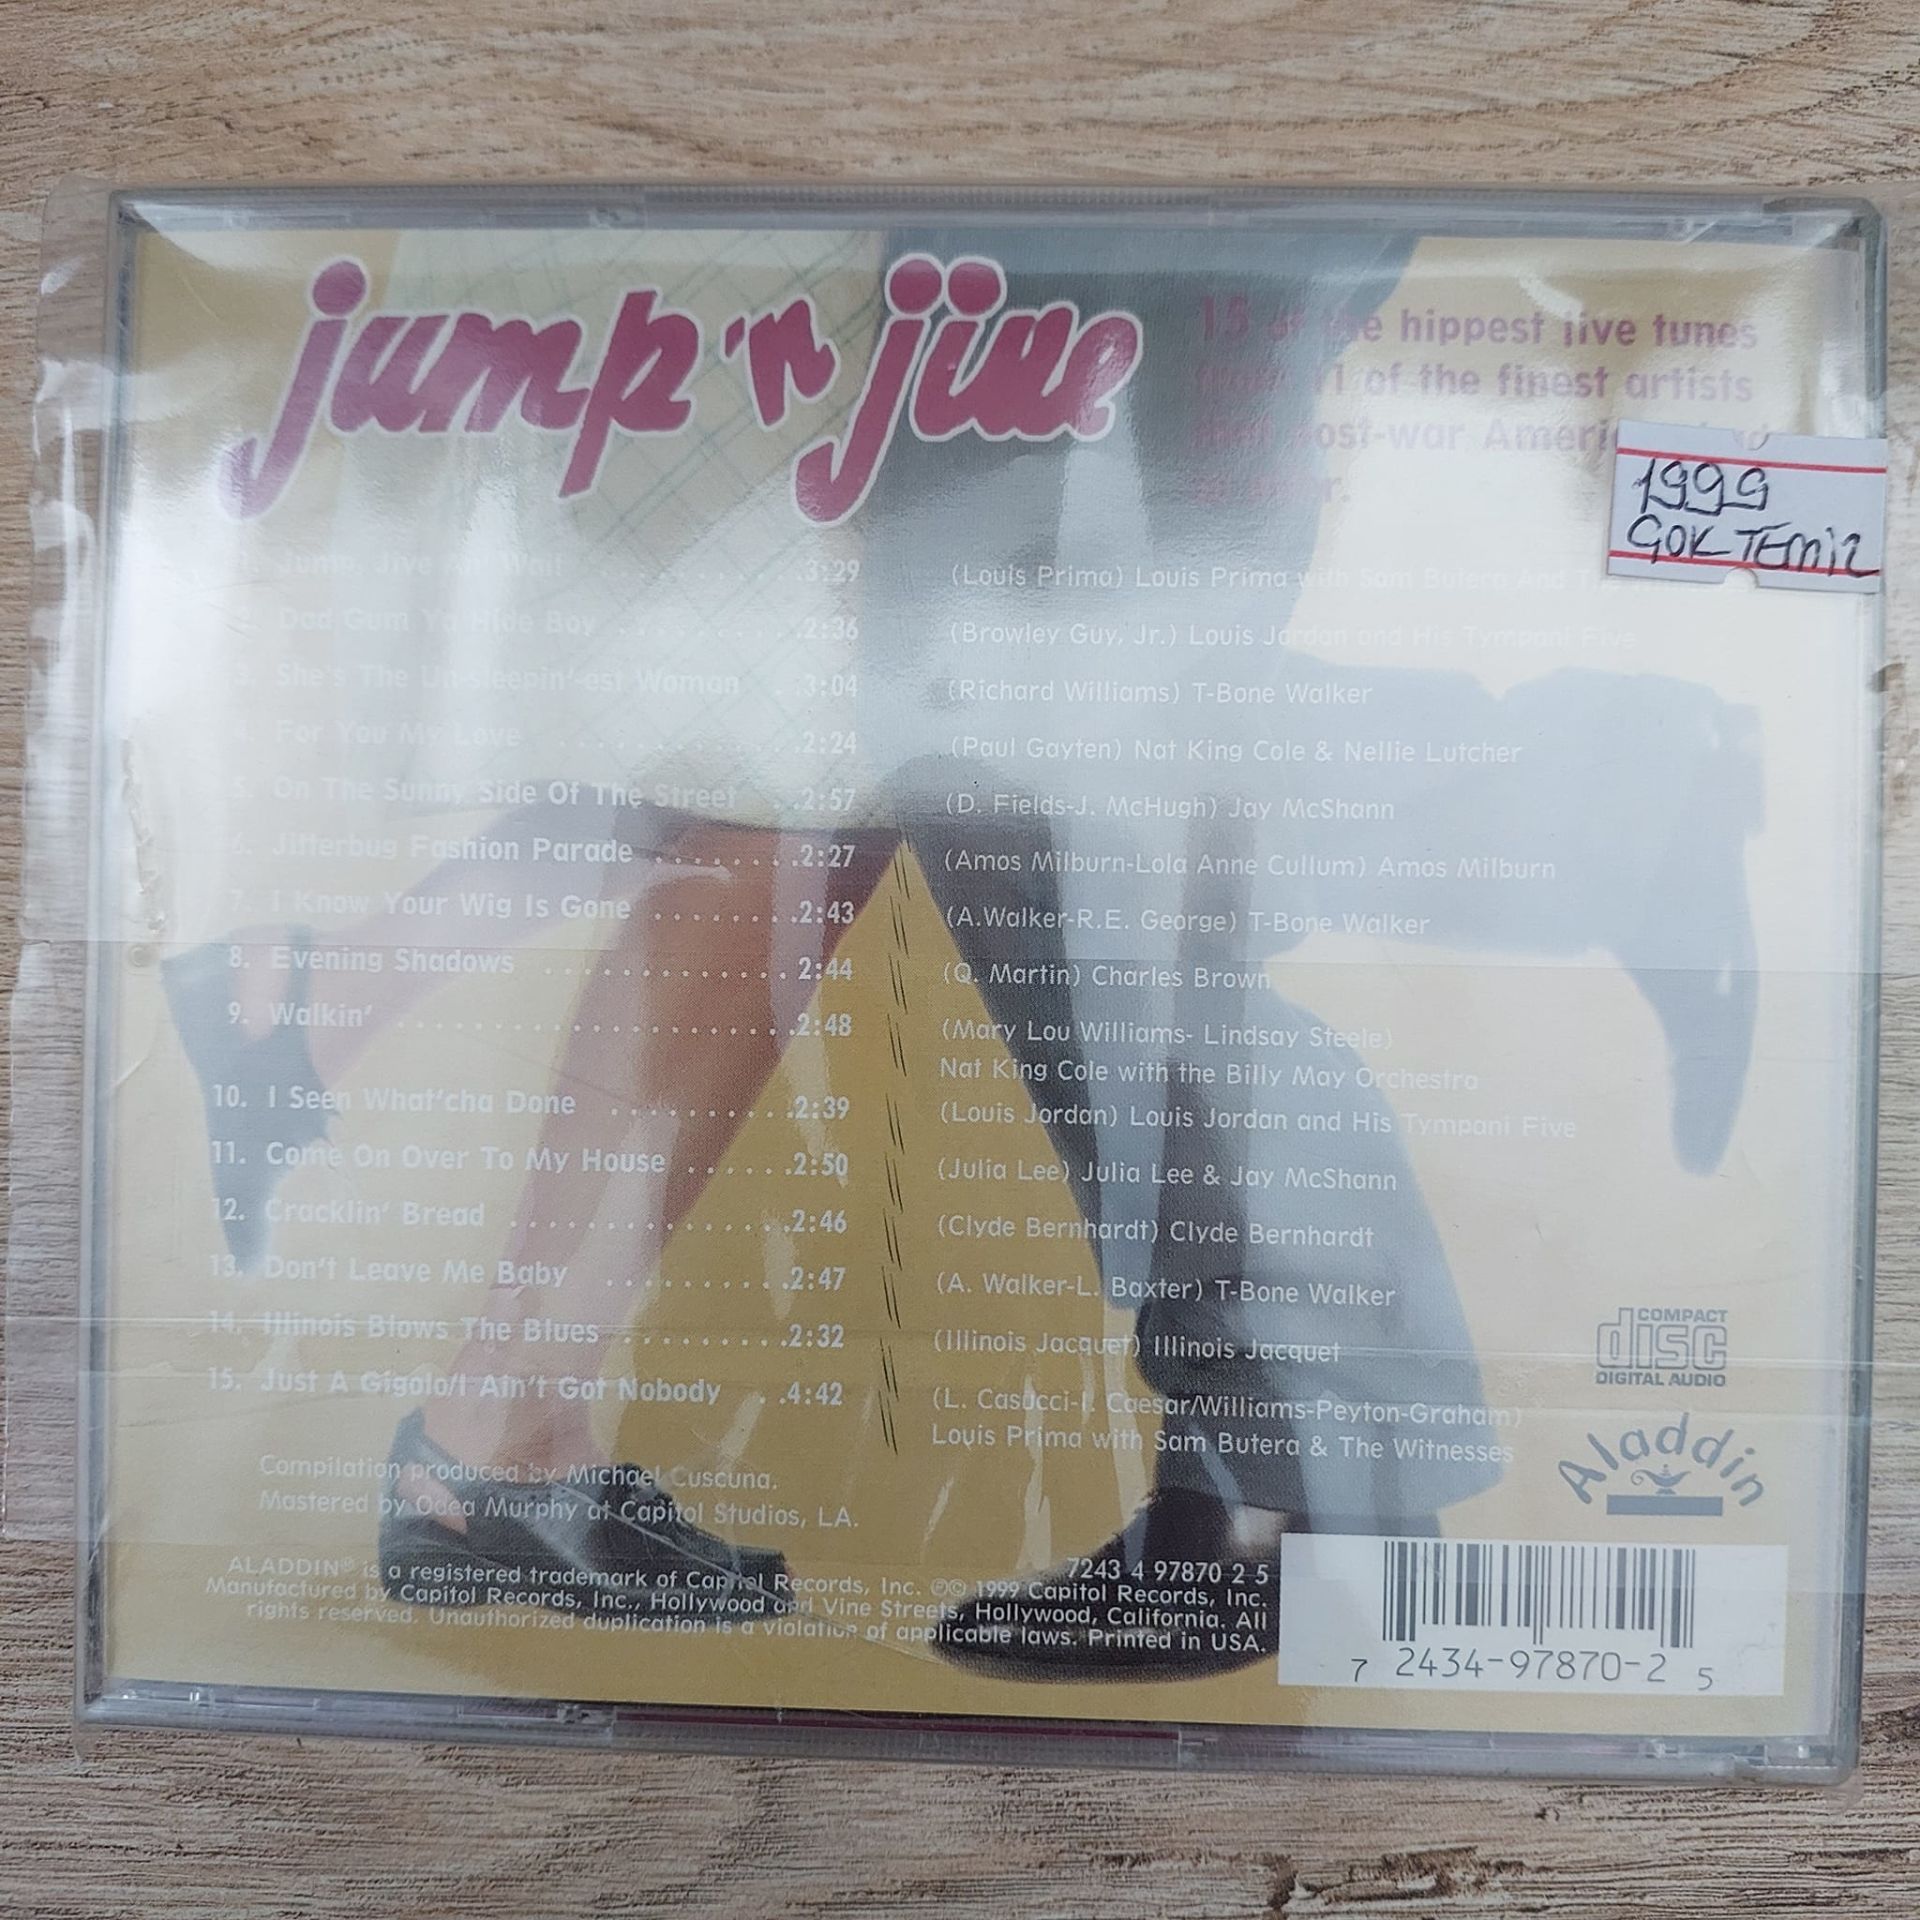 jump 'n jive
15 of the hippest jive tunes
from 11 of the finest artists
that post-war America had
to offer.
1999
GOK TEMiZ
1. Jump, Jive An' Wail ..........3:29 (Louis Prima) Louis Prima with Sam Butera And The
2. Dad Gum Ya Hide Boy ..........2:36 (Browley Guy, Jr.) Louis Jordan and His Tympani Five
3. She's The Un-sleepin'-est Woman ..3:04 (Richard Williams) T-Bone Walker
4. For You My Love ..............2:24 (Paul Gayten) Nat King Cole & Nellie Lutcher
5. On The Sunny Side Of The Street ..2:57 (D. Fields-J. McHugh) Jay McShann
6. Jitterbug Fashion Parade ........2:27 (Amos Milburn-Lola Anne Cullum) Amos Milburn
7. I Know Your Wig Is Gone ........2:43 (A.Walker-R.E. George) T-Bone Walker
8. Evening Shadows .............. 2:44 (Q. Martin) Charles Brown
9. Walkin' ......................2:48 (Mary Lou Williams- Lindsay Steele)
Nat King Cole with the Billy May Orchestra
10. I Seen What'cha Done ..........2:39 (Louis Jordan) Louis Jordan and His Tympani Five
11. Come On Over To My House ......2:50 (Julia Lee) Julia Lee & Jay McShann
12. Cracklin' Bread ................2:46 (Clyde Bernhardt) Clyde Bernhardt
13. Don't Leave Me Baby ..........2:47 (A. Walker-L. Baxter) T-Bone Walker
14. Illinois Blows The Blues .........2:32 (Illinois Jacquet) Illinois Jacquet
15. Just A Gigolo/I Ain't Got Nobody . .4:42 (L. Casucci-I. Caesar/Williams-Peyton-Graham)
Louis Prima with Sam Butera & The Witnesses
COMPACT
disc
DIGITAL AUDIO
Aladdin
Compilation produced by Michael Cuscuna.
Mastered by Odea Murphy at Capitol Studios, LA.
7243 4 97870 2 5
ALADDIN® is a registered trademark of Capitol Records, Inc. ℗© 1999 Capitol Records, Inc.
Manufactured by Capitol Records, Inc., Hollywood and Vine Streets, Hollywood, California. All
rights reserved. Unauthorized duplication is a violation of applicable laws. Printed in USA.
7 2434-97870-2 5